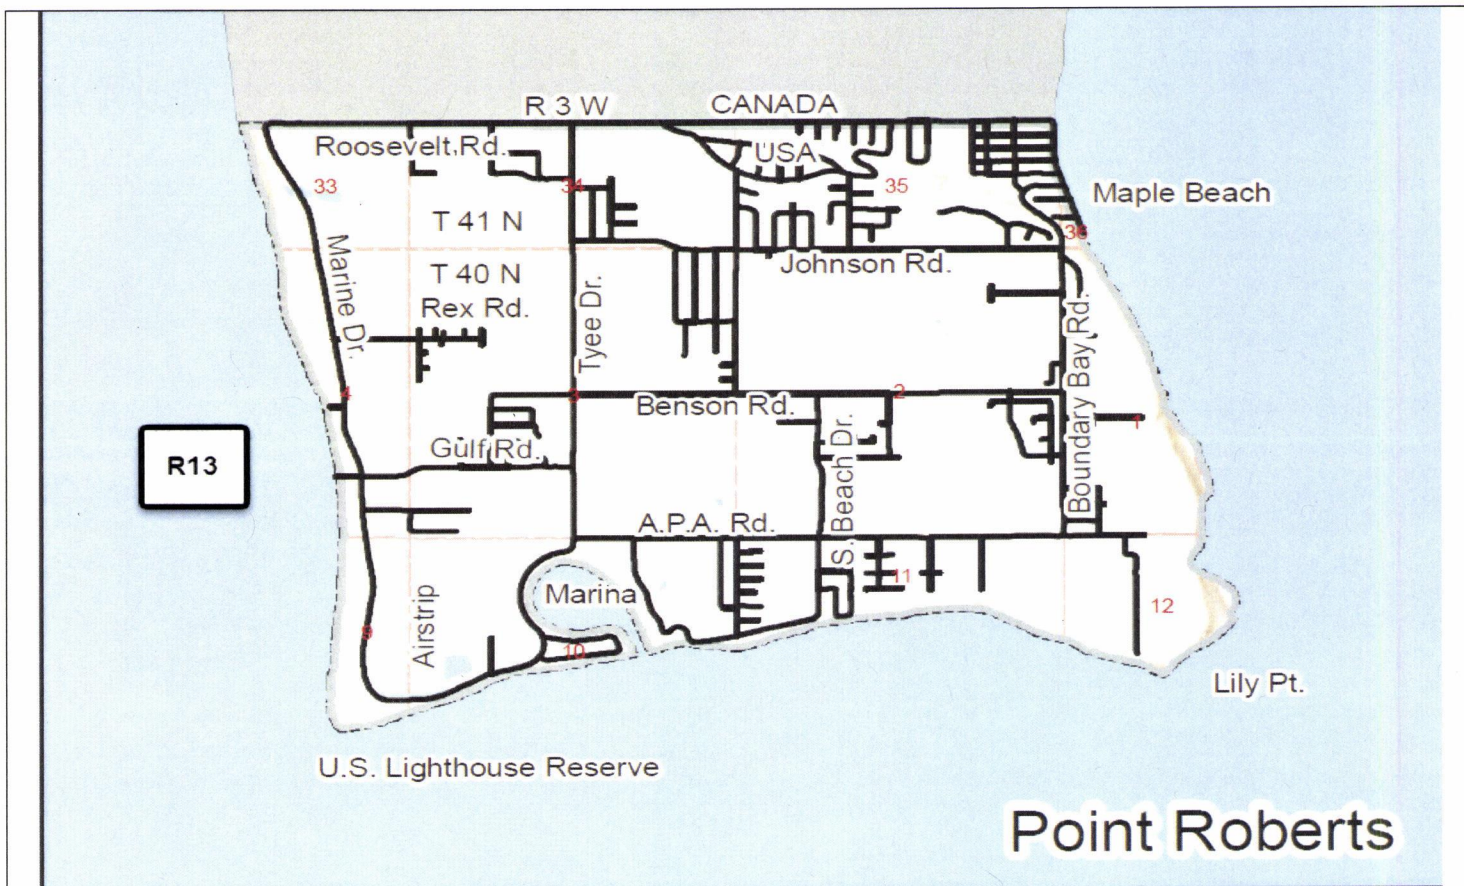 R 3 W
CANADA
Roosevelt Rd.
USA
33
34
35
Maple Beach
T 41 N
36
Marine Dr.
T 40 N
Johnson Rd.
Rex Rd.
Tyee Dr.
Boundary Bay Rd.
4
3
2
Benson Rd.
1
Gulf Rd.
S. Beach Dr.
R13
A.P.A. Rd.
11
Marina
12
Airstrip
9
10
Lily Pt.
U.S. Lighthouse Reserve
Point Roberts